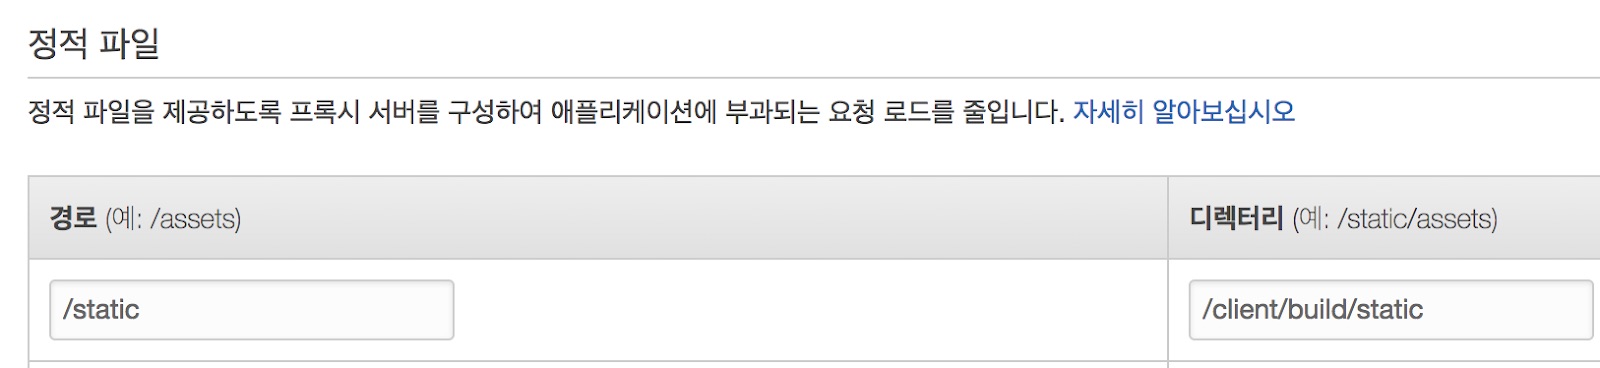 정적 파일
정적 파일을 제공하도록 프록시 서버를 구성하여 애플리케이션에 부과되는 요청 로드를 줄입니다. 자세히 알아보십시오
경로 (예: /assets)
디렉터리 (예: /static/assets)
/static
/client/build/static